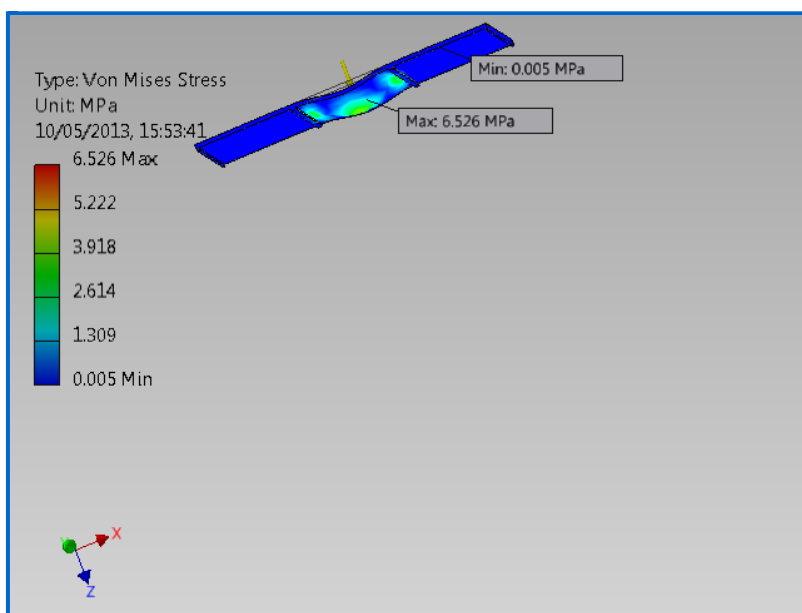 Type: Von Mises Stress
Unit: MPa
10/05/2013, 15:53:41
6.526 Max
5.222
3.918
2.614
1.309
0.005 Min
Min: 0.005 MPa
Max: 6.526 MPa
X
Z